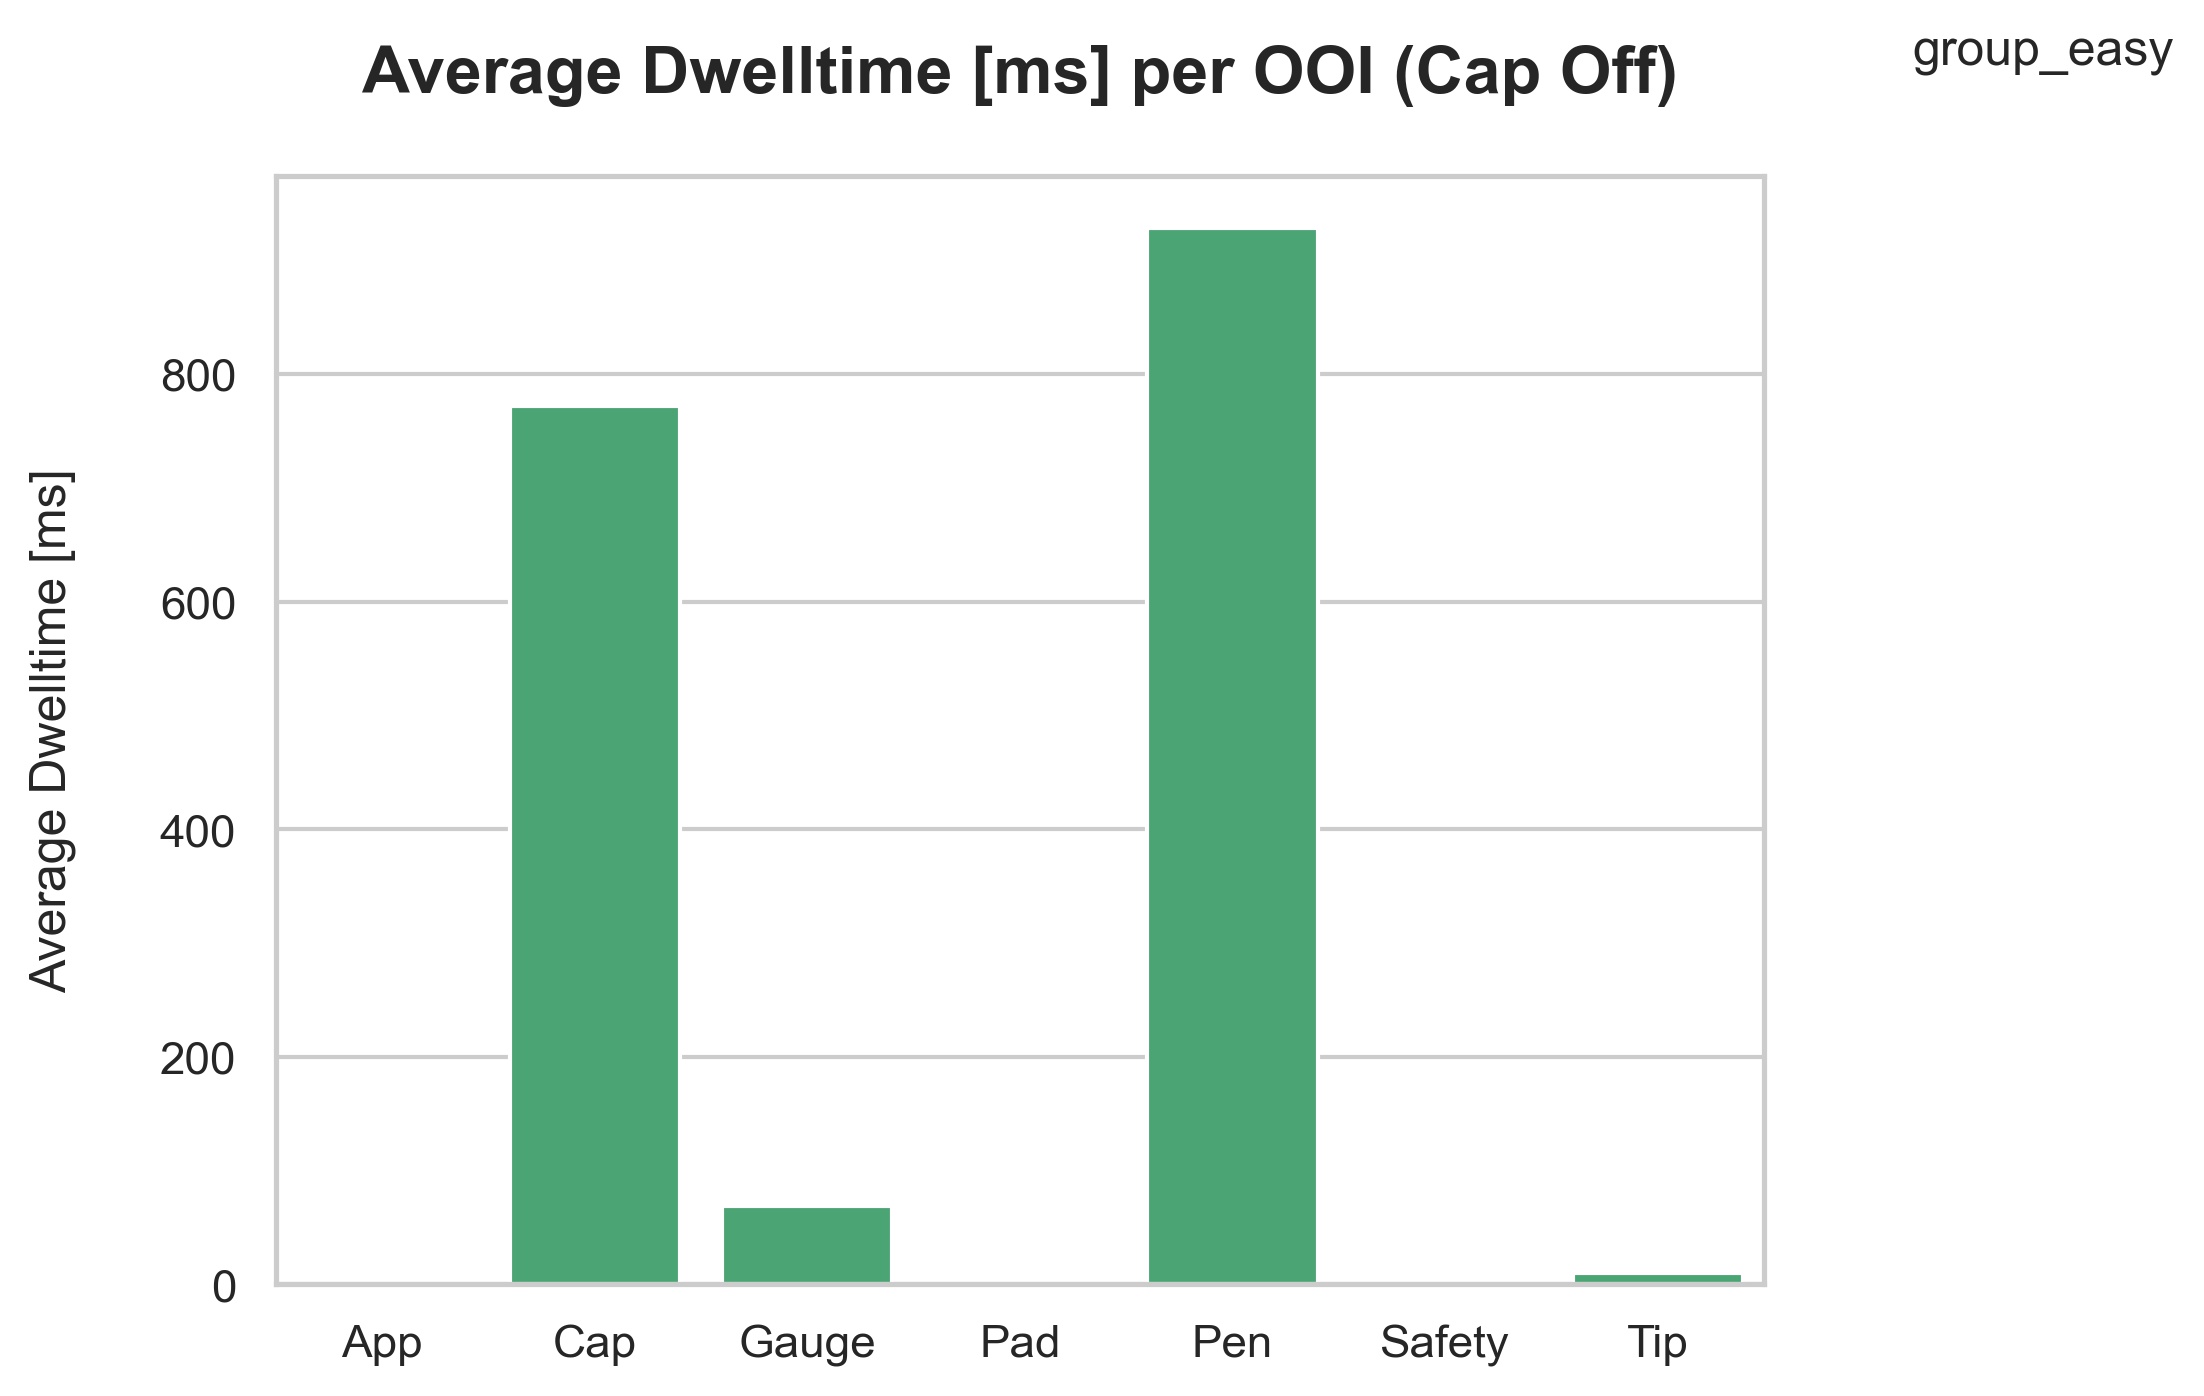 Average Dwelltime [ms] per OOI (Cap Off)
group_easy
Average Dwelltime [ms]
800
600
400
200
0
App Cap Gauge Pad Pen Safety Tip